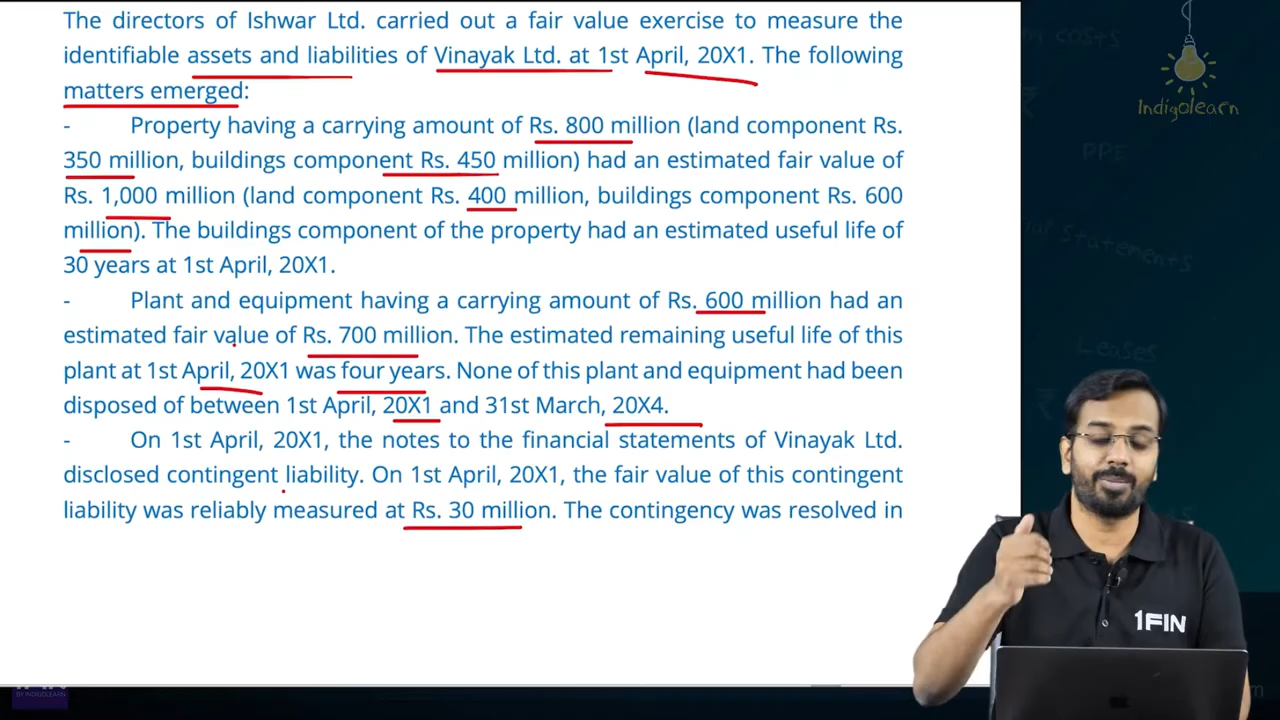 The directors of Ishwar Ltd. carried out a fair value exercise to measure the
identifiable assets and liabilities of Vinayak Ltd. at 1st April, 20X1. The following
matters emerged:
- Property having a carrying amount of Rs. 800 million (land component Rs.
350 million, buildings component Rs. 450 million) had an estimated fair value of
Rs. 1,000 million (land component Rs. 400 million, buildings component Rs. 600
million). The buildings component of the property had an estimated useful life of
30 years at 1st April, 20X1.
- Plant and equipment having a carrying amount of Rs. 600 million had an
estimated fair value of Rs. 700 million. The estimated remaining useful life of this
plant at 1st April, 20X1 was four years. None of this plant and equipment had been
disposed of between 1st April, 20X1 and 31st March, 20X4.
- On 1st April, 20X1, the notes to the financial statements of Vinayak Ltd.
disclosed contingent liability. On 1st April, 20X1, the fair value of this contingent
liability was reliably measured at Rs. 30 million. The contingency was resolved in
costs
Indigolearn
PPE
Statements
Leases
1FIN
BY INDIGOLEARN